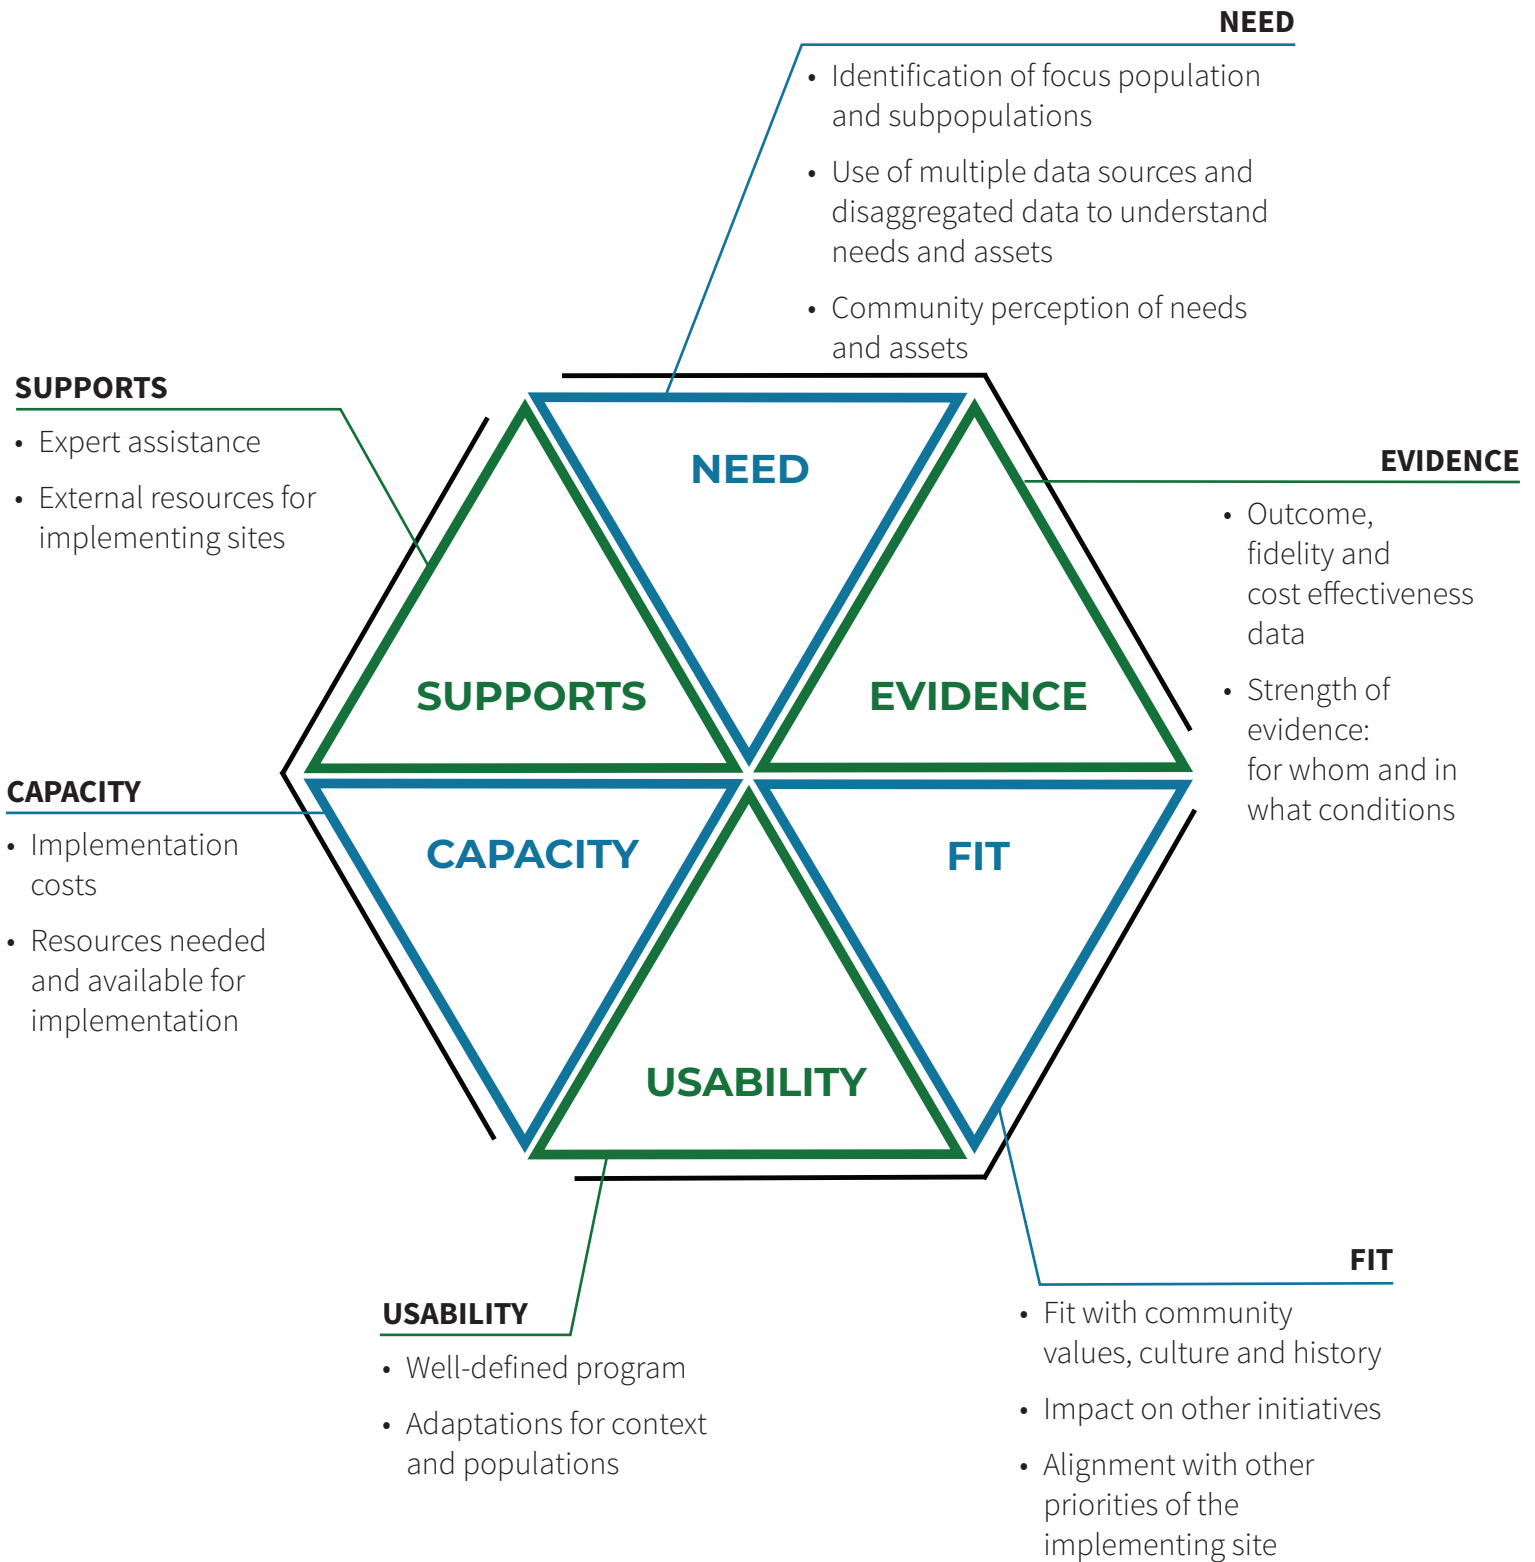 NEED
• Identification of focus population
and subpopulations
• Use of multiple data sources and
disaggregated data to understand
needs and assets
• Community perception of needs
and assets
SUPPORTS
• Expert assistance
• External resources for
implementing sites
EVIDENCE
• Outcome,
fidelity and
cost effectiveness
data
• Strength of
evidence:
for whom and in
what conditions
NEED
SUPPORTS
EVIDENCE
CAPACITY
FIT
USABILITY
CAPACITY
• Implementation
costs
• Resources needed
and available for
implementation
USABILITY
• Well-defined program
• Adaptations for context
and populations
FIT
• Fit with community
values, culture and history
• Impact on other initiatives
• Alignment with other
priorities of the
implementing site